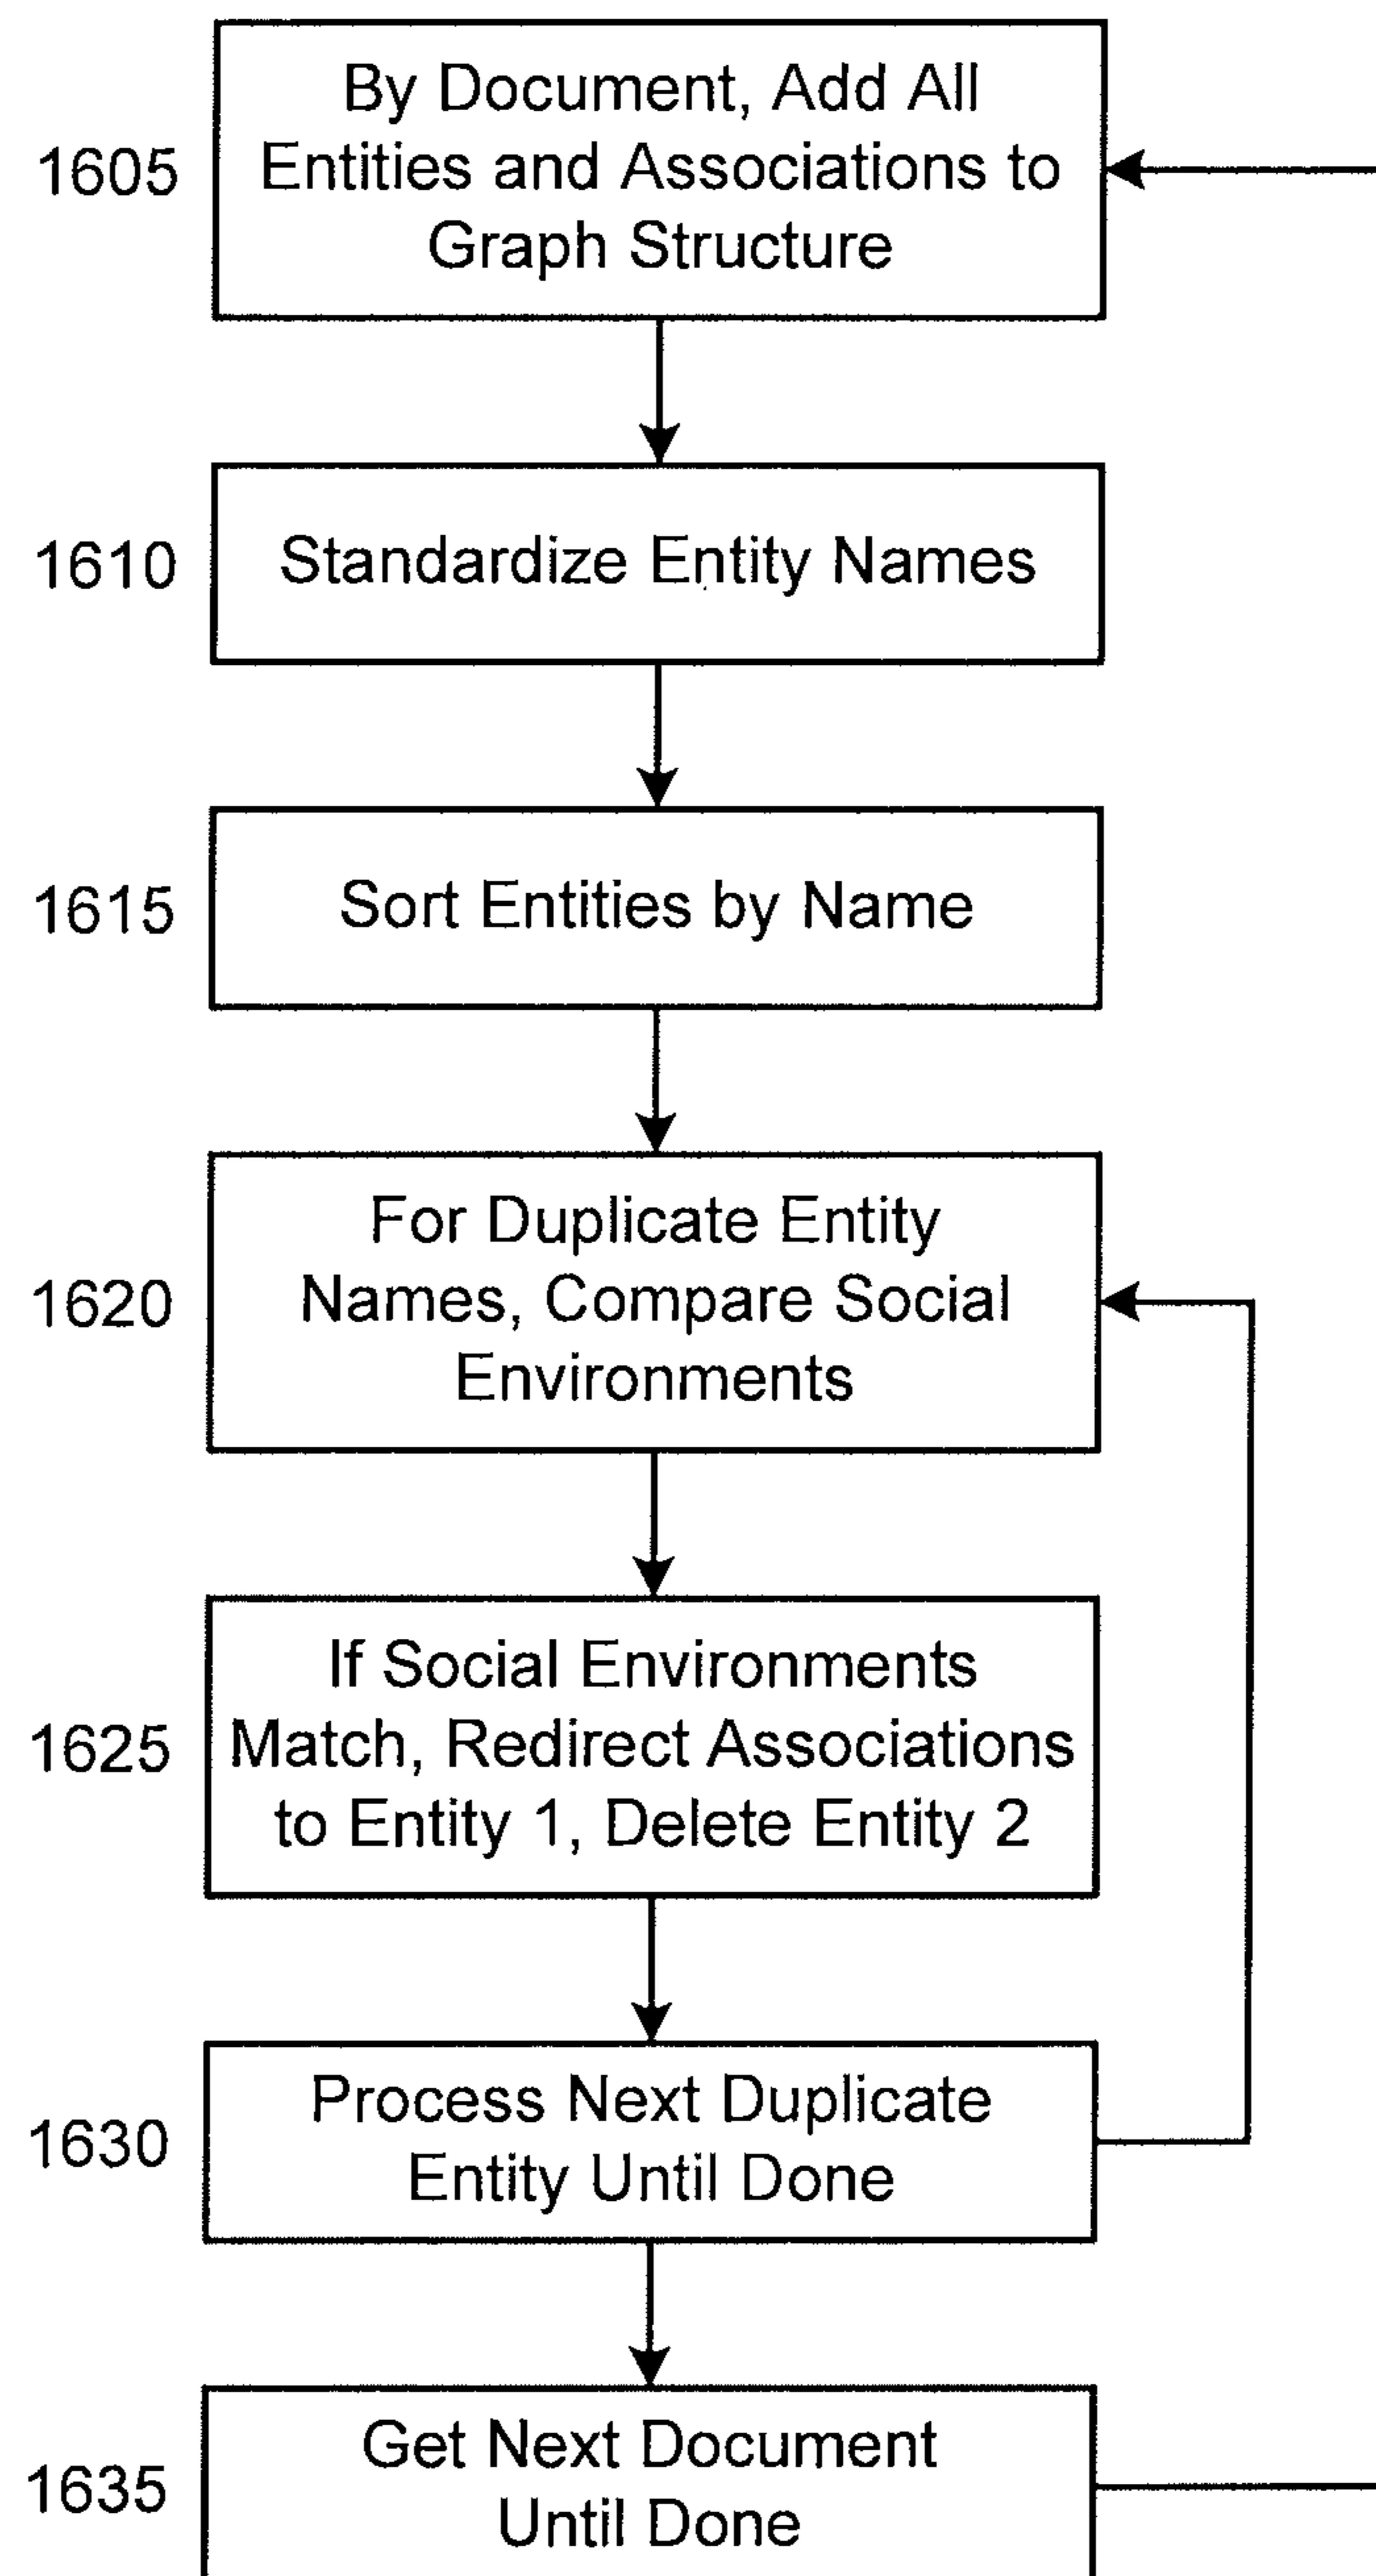 By Document, Add All
1605
Entities and Associations to
Graph Structure
1610
Standardize Entity Names
1615
Sort Entities by Name
For Duplicate Entity
1620
Names, Compare Social
Environments
If Social Environments
1625
Match, Redirect Associations
to Entity 1, Delete Entity 2
Process Next Duplicate
1630
Entity Until Done
Get Next Document
1635
Until Done